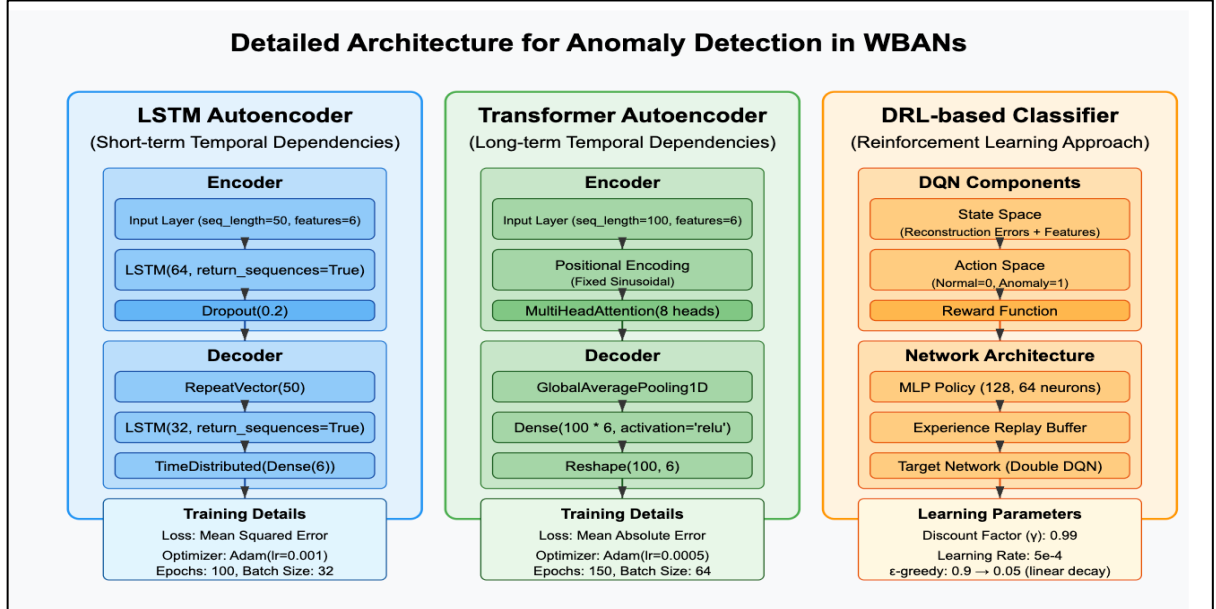 Detailed Architecture for Anomaly Detection in WBANs
LSTM Autoencoder
(Short-term Temporal Dependencies)
Encoder
Input Layer (seq_length=50, features=6)
LSTM(64, return_sequences=True)
Dropout(0.2)
Decoder
RepeatVector(50)
LSTM(32, return_sequences=True)
TimeDistributed(Dense(6))
Training Details
Loss: Mean Squared Error
Optimizer: Adam(lr=0.001)
Epochs: 100, Batch Size: 32
Transformer Autoencoder
(Long-term Temporal Dependencies)
Encoder
Input Layer (seq_length=100, features=6)
Positional Encoding
(Fixed Sinusoidal)
MultiHeadAttention(8 heads)
Decoder
GlobalAveragePooling1D
Dense(100 * 6, activation='relu')
Reshape(100, 6)
Training Details
Loss: Mean Absolute Error
Optimizer: Adam(lr=0.0005)
Epochs: 150, Batch Size: 64
DRL-based Classifier
(Reinforcement Learning Approach)
DQN Components
State Space
(Reconstruction Errors + Features)
Action Space
(Normal=0, Anomaly=1)
Reward Function
Network Architecture
MLP Policy (128, 64 neurons)
Experience Replay Buffer
Target Network (Double DQN)
Learning Parameters
Discount Factor (γ): 0.99
Learning Rate: 5e-4
ε-greedy: 0.9 → 0.05 (linear decay)